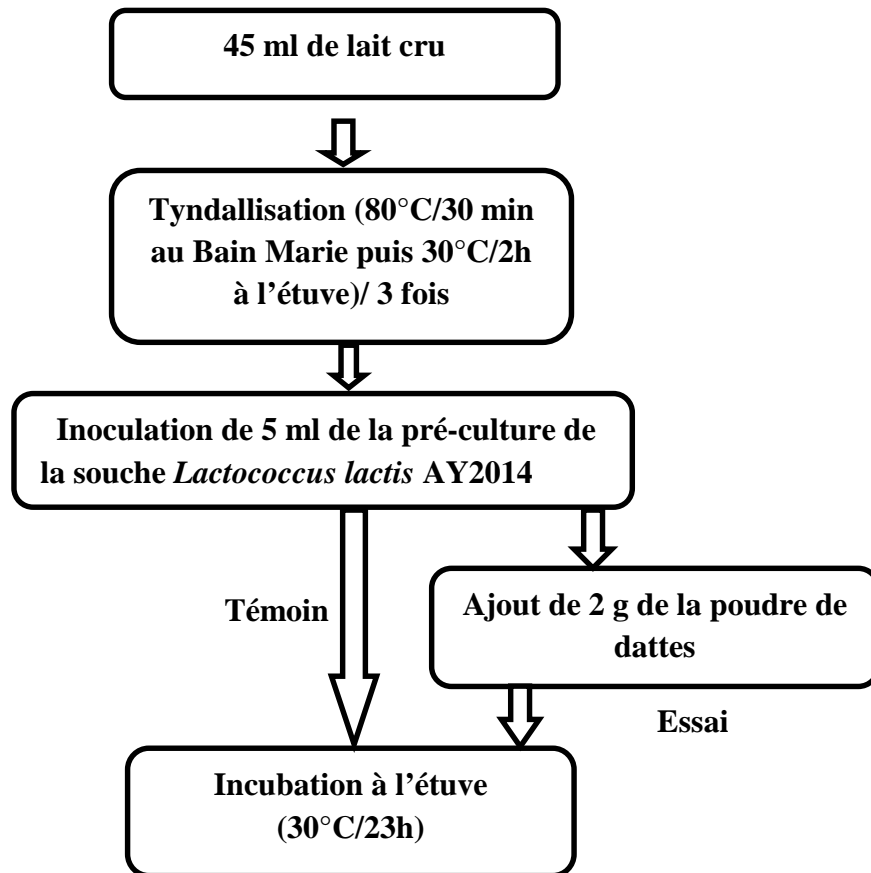 45 ml de lait cru
Tyndallisation (80°C/30 min
au Bain Marie puis 30°C/2h
à l’étuve)/ 3 fois
Inoculation de 5 ml de la pré-culture de
la souche Lactococcus lactis AY2014
Témoin
Ajout de 2 g de la poudre de
dattes
Essai
Incubation à l’étuve
(30°C/23h)